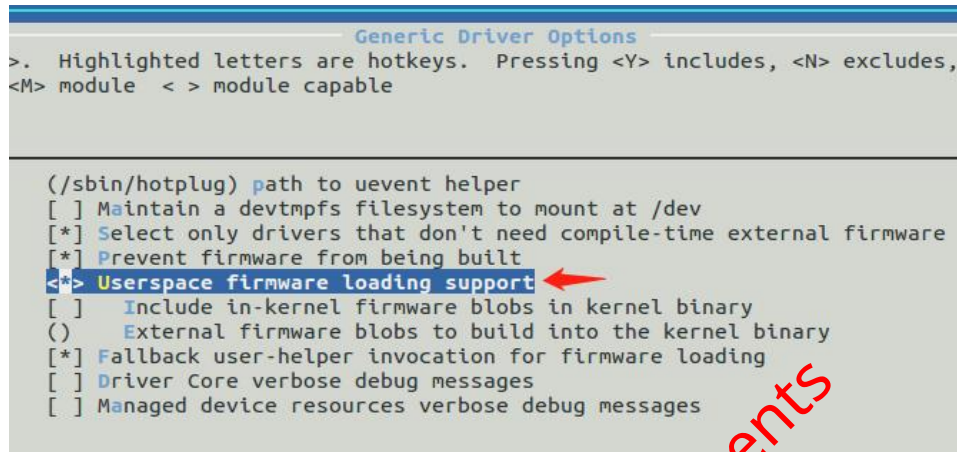 Generic Driver Options
>.  Highlighted letters are hotkeys.  Pressing <Y> includes, <N> excludes,
<M> module  < > module capable
(/sbin/hotplug) path to uevent helper
[ ] Maintain a devtmpfs filesystem to mount at /dev
[*] Select only drivers that don't need compile-time external firmware
[*] Prevent firmware from being built
<*> Userspace firmware loading support
[ ]   Include in-kernel firmware blobs in kernel binary
()    External firmware blobs to build into the kernel binary
[*] Fallback user-helper invocation for firmware loading
[ ] Driver Core verbose debug messages
[ ] Managed device resources verbose debug messages